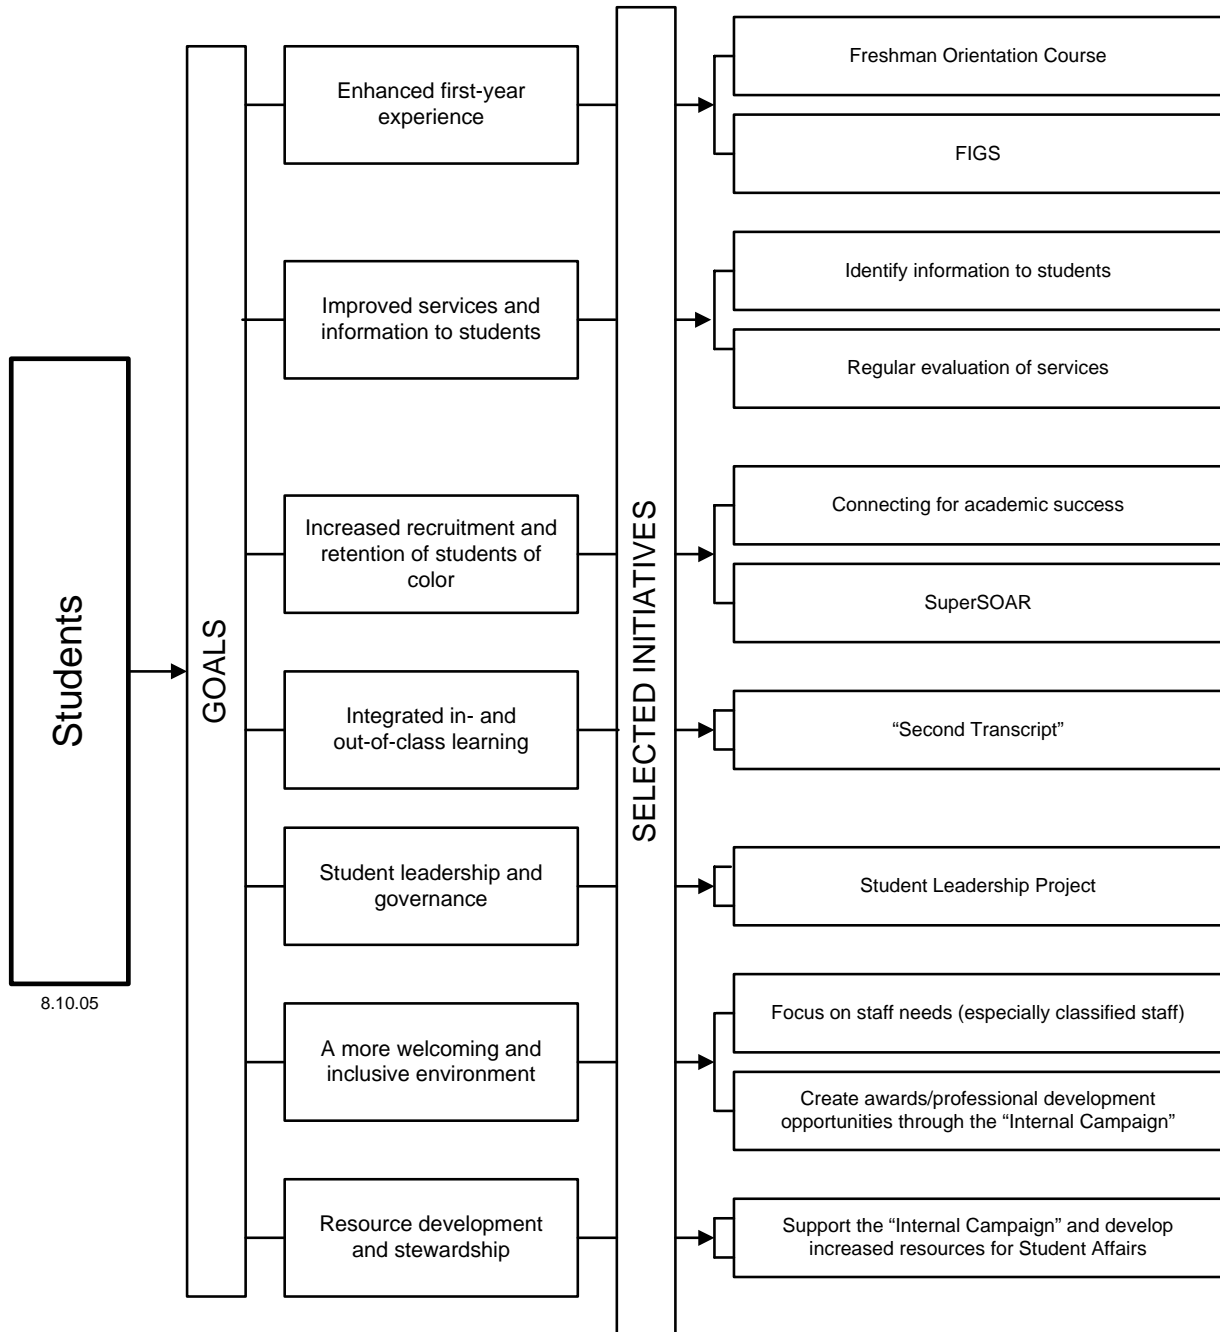 Students
8.10.05
GOALS
Enhanced first-year
experience
Improved services and
information to students
Increased recruitment and
retention of students of
color
Integrated in- and
out-of-class learning
Student leadership and
governance
A more welcoming and
inclusive environment
Resource development
and stewardship
SELECTED INITIATIVES
Freshman Orientation Course
FIGS
Identify information to students
Regular evaluation of services
Connecting for academic success
SuperSOAR
“Second Transcript”
Student Leadership Project
Focus on staff needs (especially classified staff)
Create awards/professional development
opportunities through the “Internal Campaign”
Support the “Internal Campaign” and develop
increased resources for Student Affairs